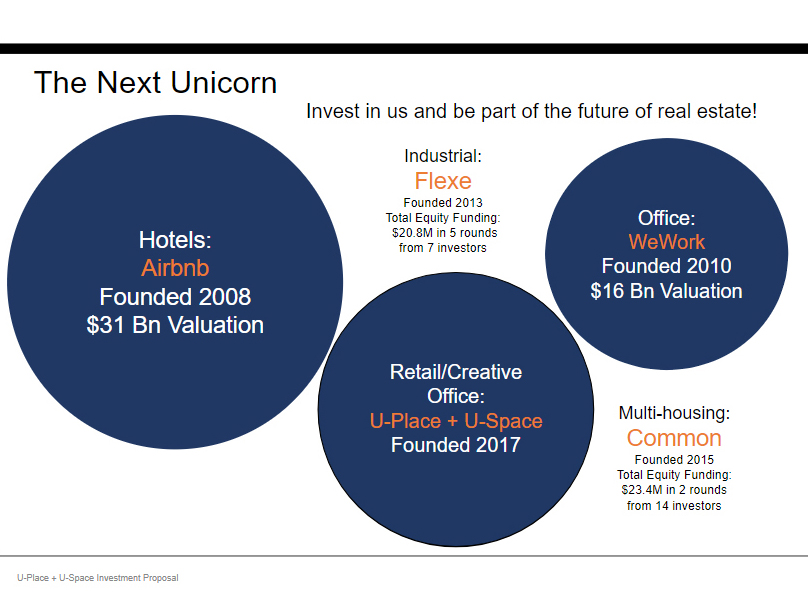 The Next Unicorn
Invest in us and be part of the future of real estate!
Hotels:
Airbnb
Founded 2008
$31 Bn Valuation
Industrial:
Flexe
Founded 2013
Total Equity Funding:
$20.8M in 5 rounds
from 7 investors
Office:
WeWork
Founded 2010
$16 Bn Valuation
Retail/Creative
Office:
U-Place + U-Space
Founded 2017
Multi-housing:
Common
Founded 2015
Total Equity Funding:
$23.4M in 2 rounds
from 14 investors
U-Place + U-Space Investment Proposal